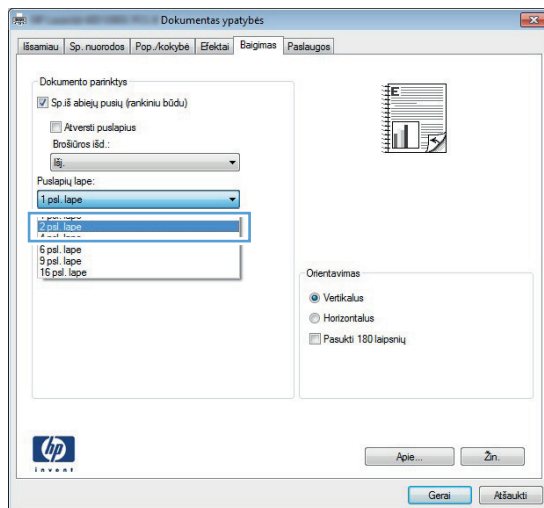 Dokumentas ypatybės
Išsamiau Sp. nuorodos Pop./kokybė Efektai Baigimas Paslaugos
Dokumento parinktys
Sp.iš abiejų pusių (rankiniu būdu)
Atversti puslapius
Brošiūros išd.:
Išj.
Puslapių lape:
1 psl. lape
2 psl. lape
6 psl. lape
9 psl. lape
16 psl. lape
E
1
Orientavimas
Vertikalus
Horizontalus
Pasukti 180 laipsnių
hp
invent
Apie...
Žin.
Gerai
Atšaukti